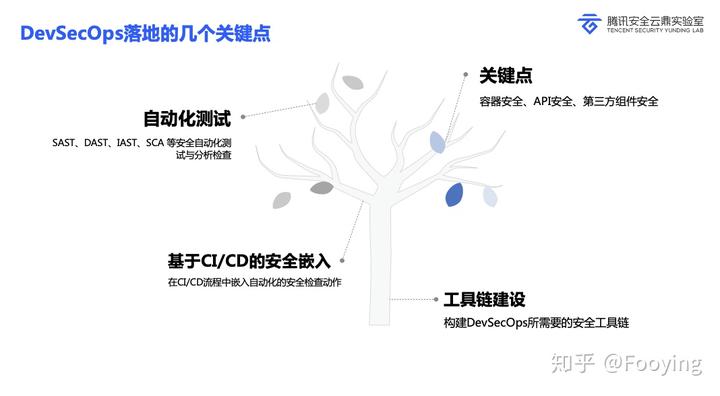 DevSecOps落地的几个关键点
腾讯安全云鼎实验室
TENCENT SECURITY YUNDING LAB
关键点
容器安全、API安全、第三方组件安全
自动化测试
SAST、DAST、IAST、SCA 等安全自动化测
试与分析检查
基于CI/CD的安全嵌入
在CI/CD流程中嵌入自动化的安全检查动作
工具链建设
构建DevSecOps所需要的安全工具链
知乎 @Fooying